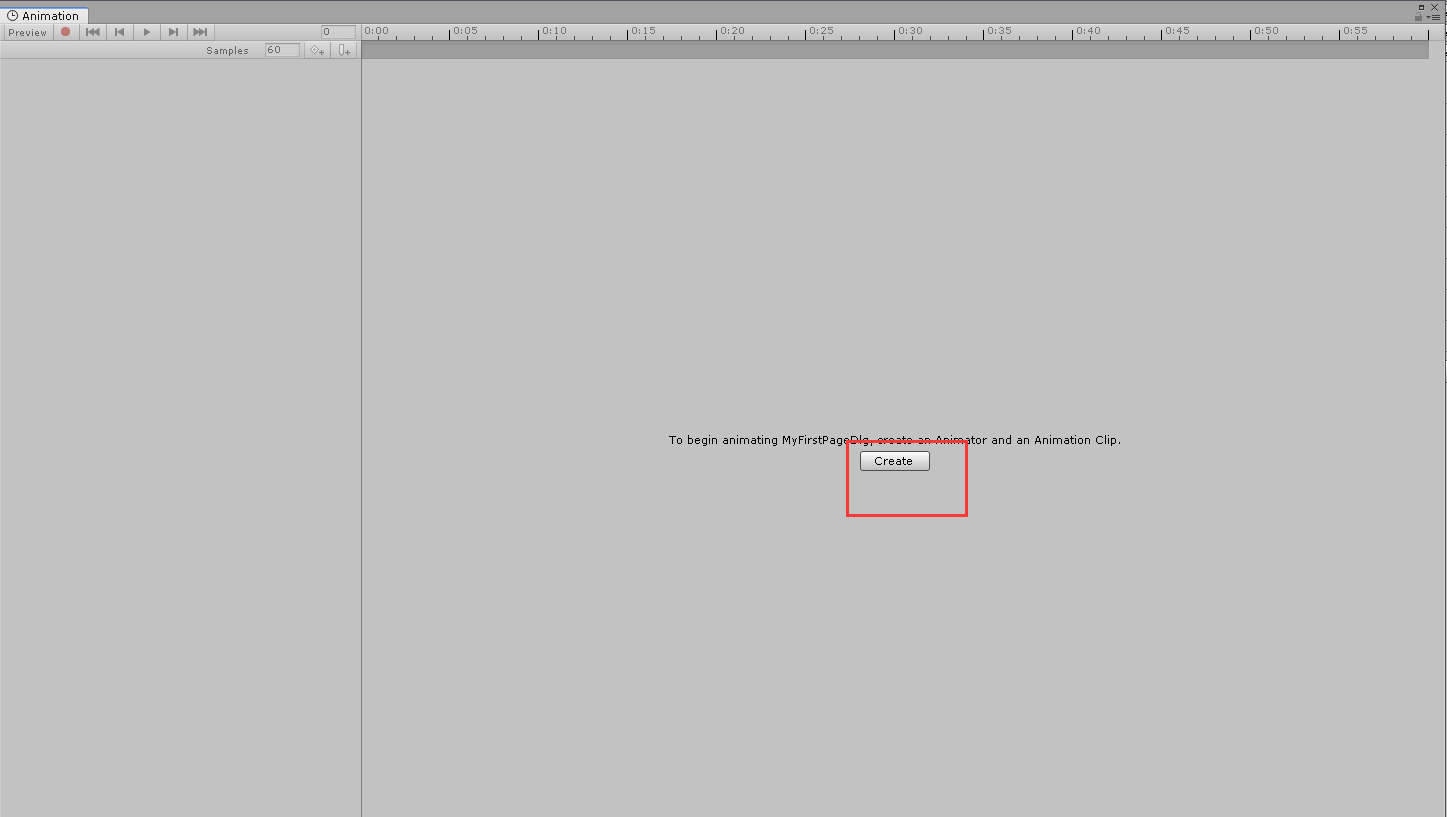 Animation
Preview 0 0:00 0:05 0:10 0:15 0:20 0:25 0:30 0:35 0:40 0:45 0:50 0:55
Samples 60
To begin animating MyFirstPageDlg, create an Animator and an Animation Clip.
Create